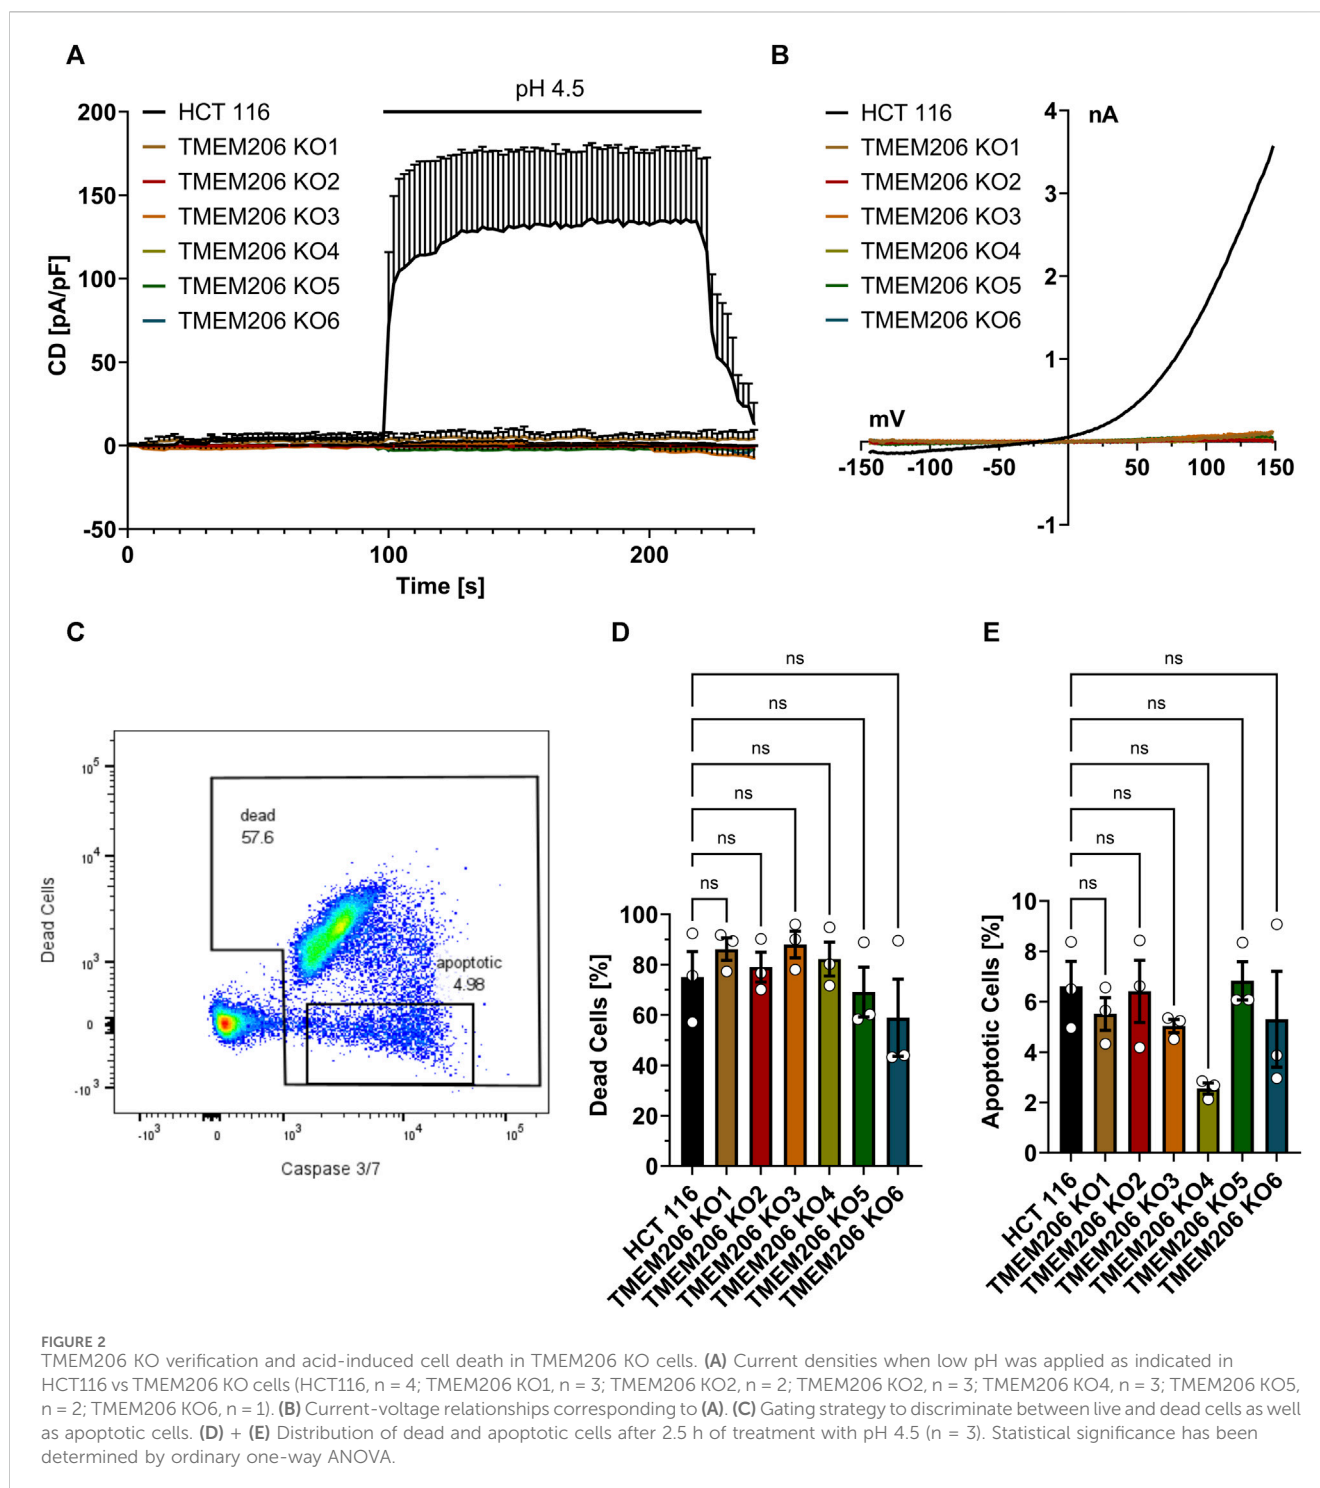 A
pH 4.5
HCT 116
TMEM206 KO1
TMEM206 KO2
TMEM206 KO3
TMEM206 KO4
TMEM206 KO5
TMEM206 KO6
CD [pA/pF]
200
150
100
50
0
-50
0
100
200
Time [s]
B
HCT 116
TMEM206 KO1
TMEM206 KO2
TMEM206 KO3
TMEM206 KO4
TMEM206 KO5
TMEM206 KO6
nA
4
3
2
1
-1
mV
-150
-100
-50
50
100
150
C
Dead Cells
10⁵
10⁴
10³
0
-10³
dead
57.6
apoptotic
4.98
-10³
0
10³
10⁴
10⁵
Caspase 3/7
D
ns
ns
ns
ns
ns
ns
Dead Cells [%]
100
80
60
40
20
0
HCT 116
TMEM206 KO1
TMEM206 KO2
TMEM206 KO3
TMEM206 KO4
TMEM206 KO5
TMEM206 KO6
E
ns
ns
ns
ns
ns
ns
Apoptotic Cells [%]
10
8
6
4
2
0
HCT 116
TMEM206 KO1
TMEM206 KO2
TMEM206 KO3
TMEM206 KO4
TMEM206 KO5
TMEM206 KO6
FIGURE 2
TMEM206 KO verification and acid-induced cell death in TMEM206 KO cells. (A) Current densities when low pH was applied as indicated in
HCT116 vs TMEM206 KO cells (HCT116, n = 4; TMEM206 KO1, n = 3; TMEM206 KO2, n = 2; TMEM206 KO2, n = 3; TMEM206 KO4, n = 3; TMEM206 KO5,
n = 2; TMEM206 KO6, n = 1). (B) Current-voltage relationships corresponding to (A). (C) Gating strategy to discriminate between live and dead cells as well
as apoptotic cells. (D) + (E) Distribution of dead and apoptotic cells after 2.5 h of treatment with pH 4.5 (n = 3). Statistical significance has been
determined by ordinary one-way ANOVA.